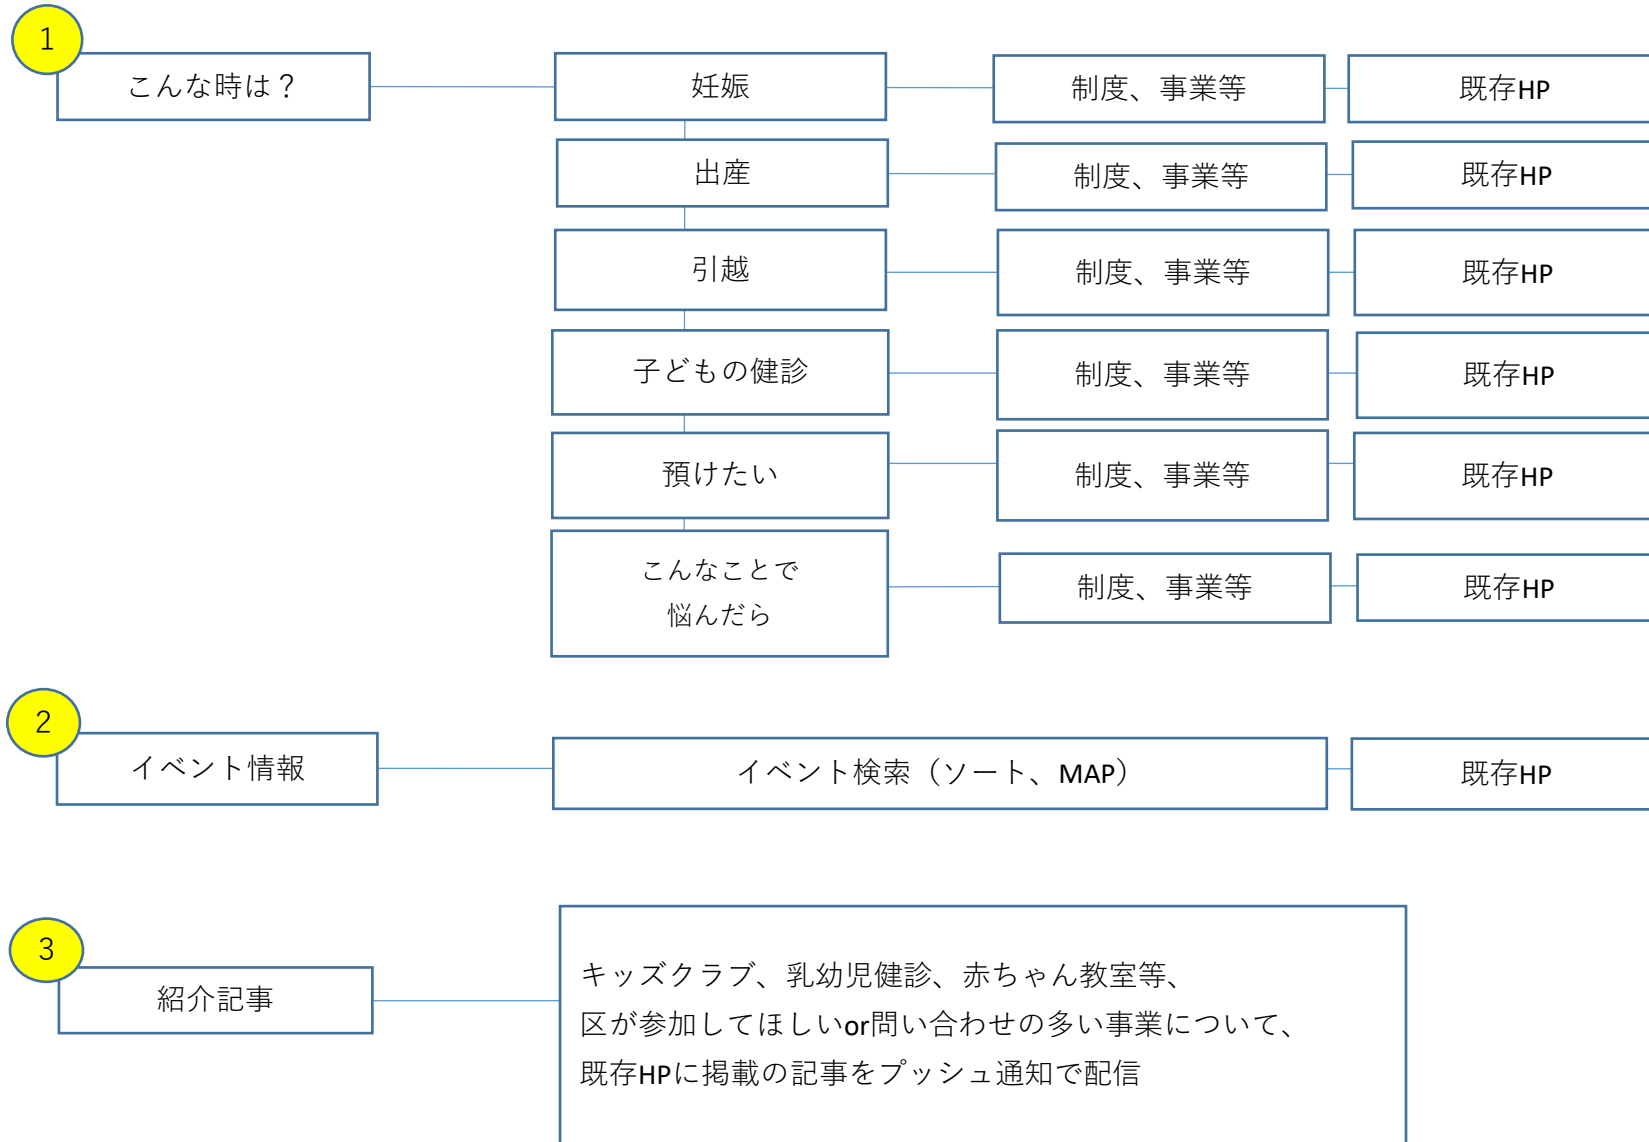 1
こんな時は？
妊娠
制度、事業等
既存HP
出産
制度、事業等
既存HP
引越
制度、事業等
既存HP
子どもの健診
制度、事業等
既存HP
預けたい
制度、事業等
既存HP
こんなことで
悩んだら
制度、事業等
既存HP
2
イベント情報
イベント検索（ソート、MAP）
既存HP
3
紹介記事
キッズクラブ、乳幼児健診、赤ちゃん教室等、
区が参加してほしいor問い合わせの多い事業について、
既存HPに掲載の記事をプッシュ通知で配信